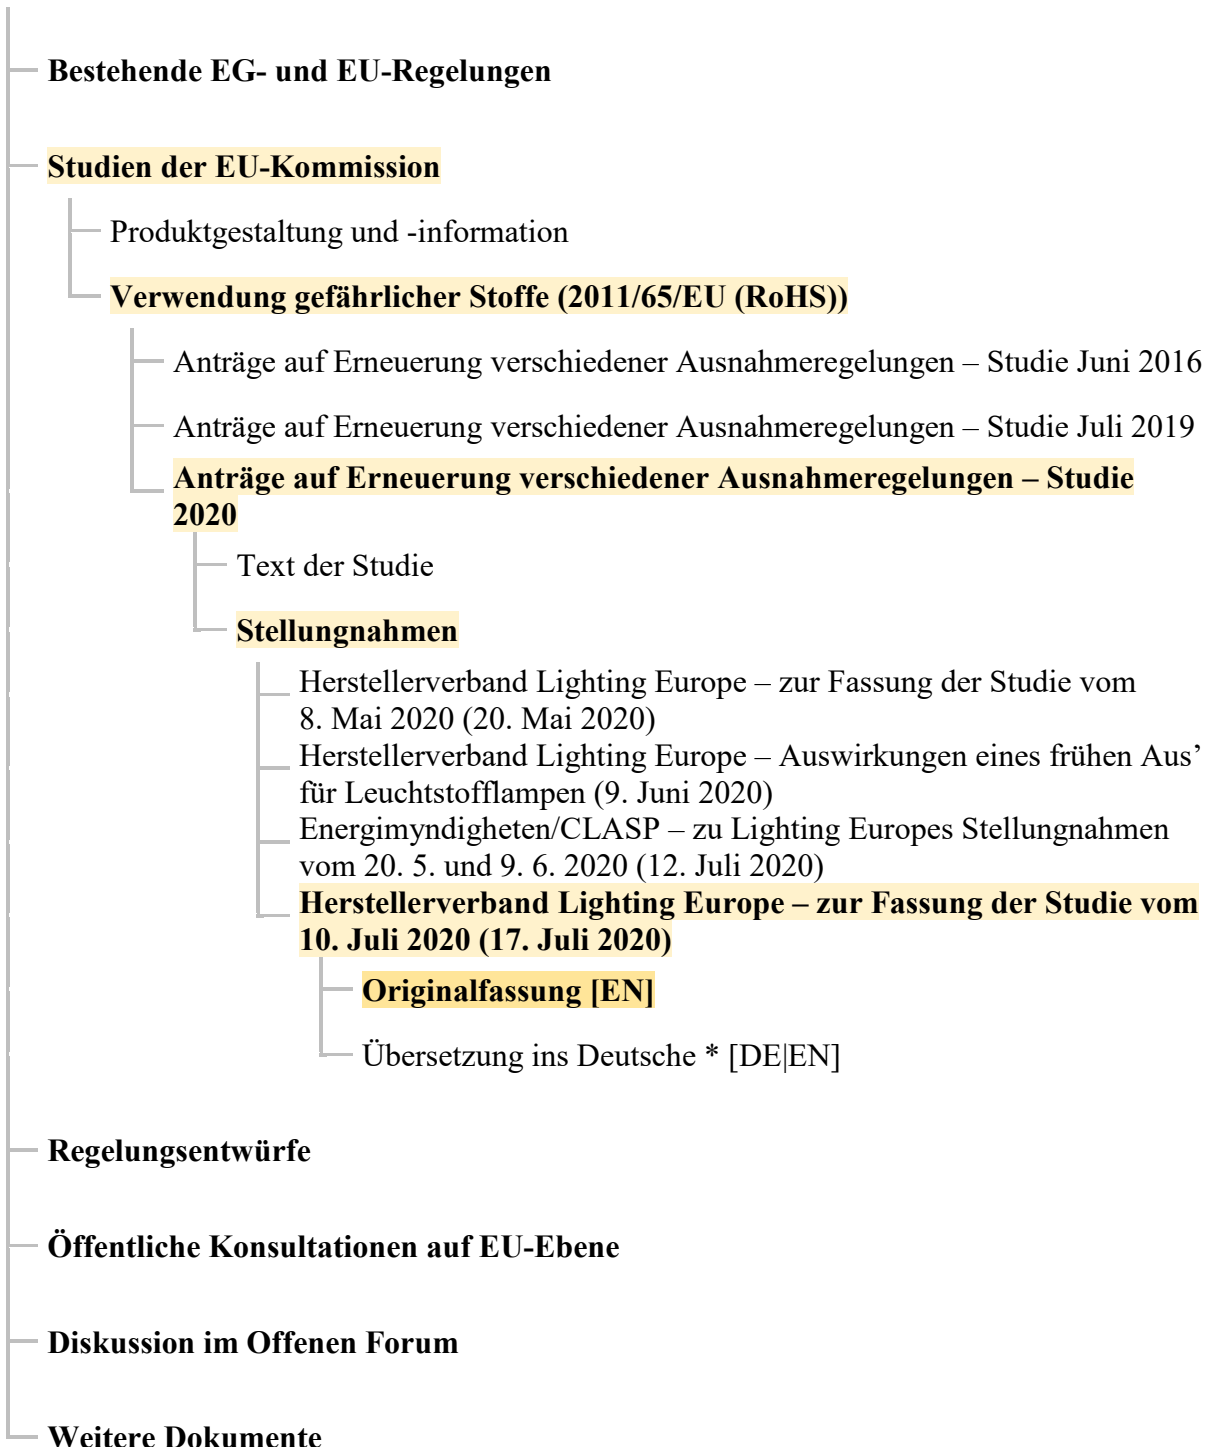 Bestehende EG- und EU-Regelungen
Studien der EU-Kommission
Produktgestaltung und -information
Verwendung gefährlicher Stoffe (2011/65/EU (RoHS))
Anträge auf Erneuerung verschiedener Ausnahmeregelungen – Studie Juni 2016
Anträge auf Erneuerung verschiedener Ausnahmeregelungen – Studie Juli 2019
Anträge auf Erneuerung verschiedener Ausnahmeregelungen – Studie
2020
Text der Studie
Stellungnahmen
Herstellerverband Lighting Europe – zur Fassung der Studie vom
8. Mai 2020 (20. Mai 2020)
Herstellerverband Lighting Europe – Auswirkungen eines frühen Aus’
für Leuchtstofflampen (9. Juni 2020)
Energimyndigheten/CLASP – zu Lighting Europes Stellungnahmen
vom 20. 5. und 9. 6. 2020 (12. Juli 2020)
Herstellerverband Lighting Europe – zur Fassung der Studie vom
10. Juli 2020 (17. Juli 2020)
Originalfassung [EN]
Übersetzung ins Deutsche * [DE|EN]
Regelungsentwürfe
Öffentliche Konsultationen auf EU-Ebene
Diskussion im Offenen Forum
Weitere Dokumente